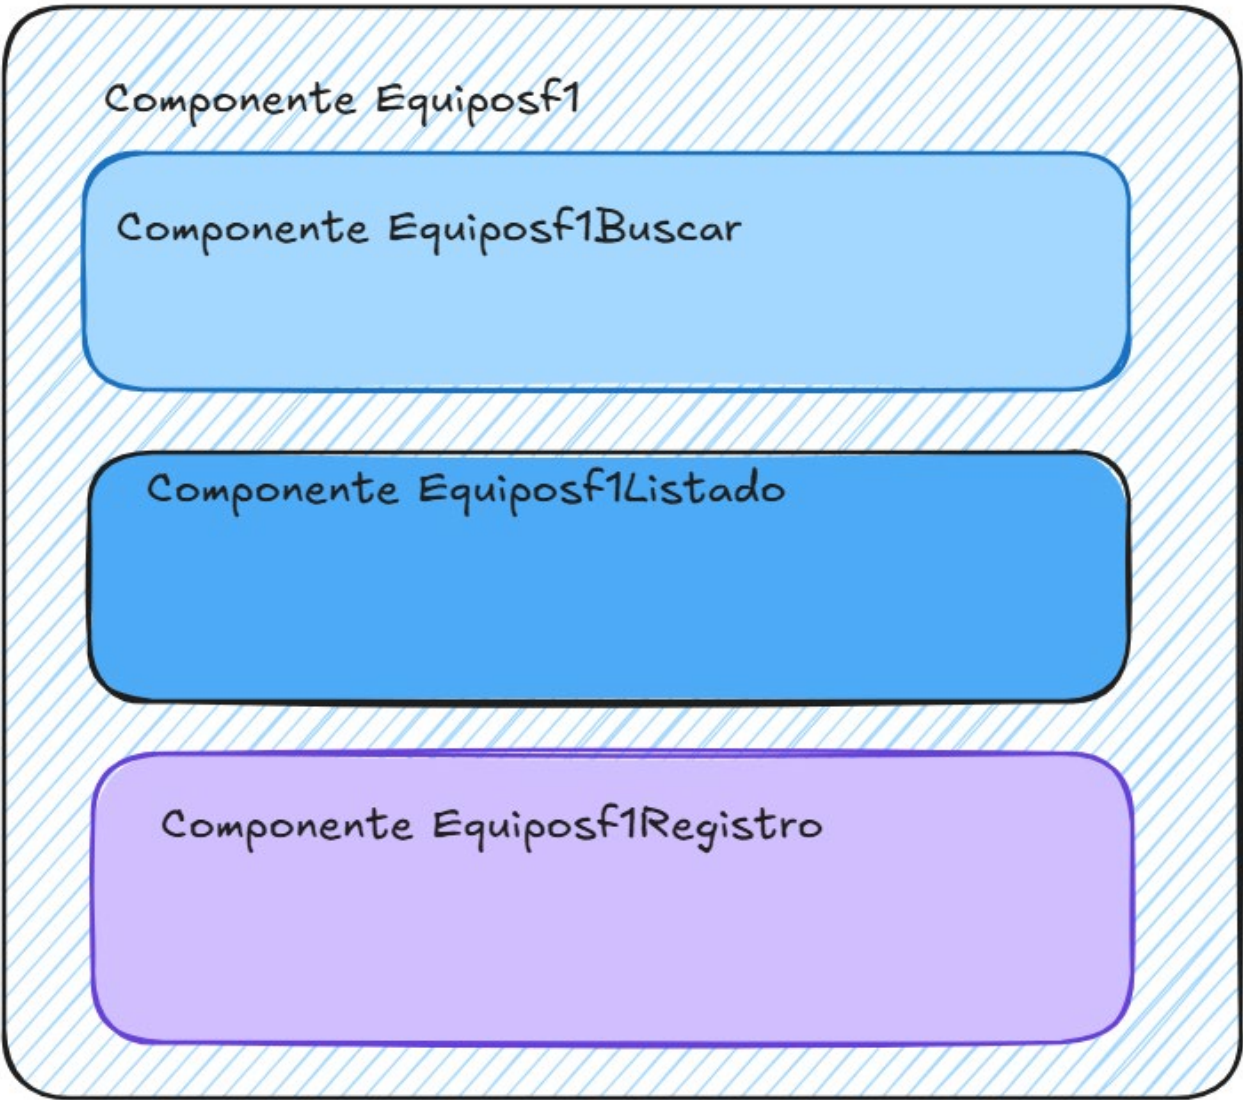 Componente Equiposf1
Componente Equiposf1Buscar
Componente Equiposf1Listado
Componente Equiposf1Registro